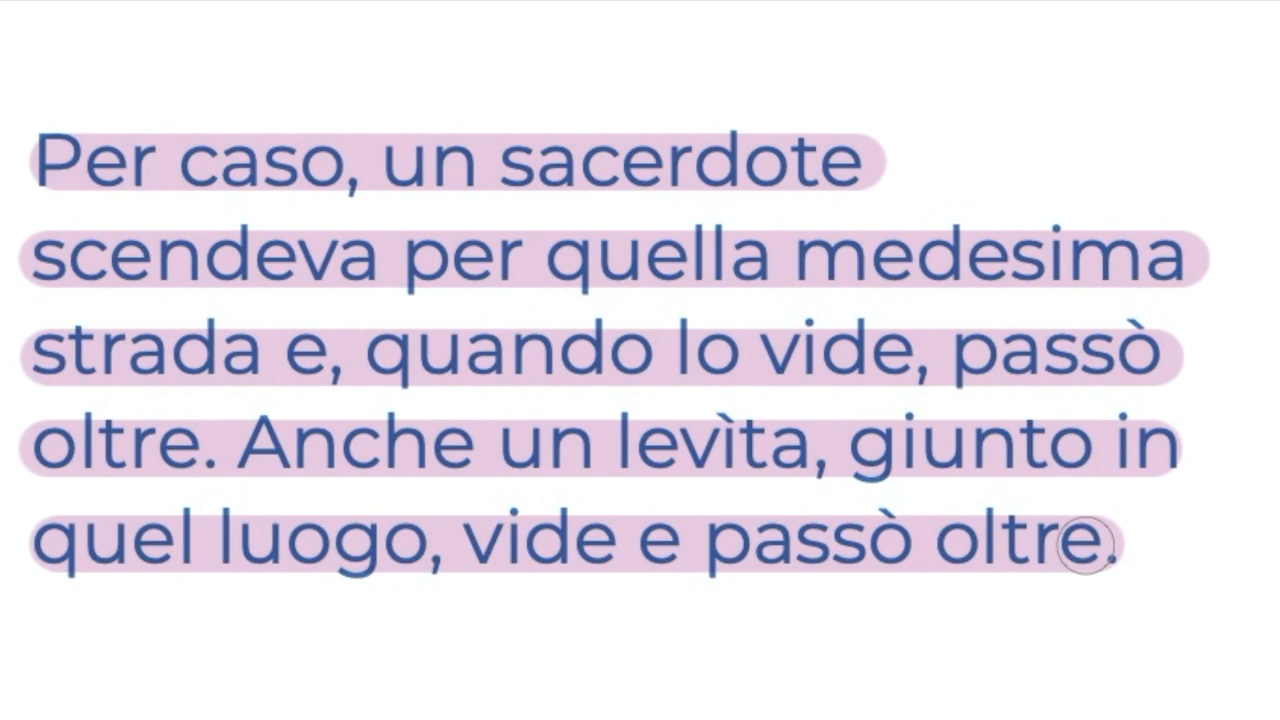 Per caso, un sacerdote
scendeva per quella medesima
strada e, quando lo vide, passò
oltre. Anche un levìta, giunto in
quel luogo, vide e passò oltre.